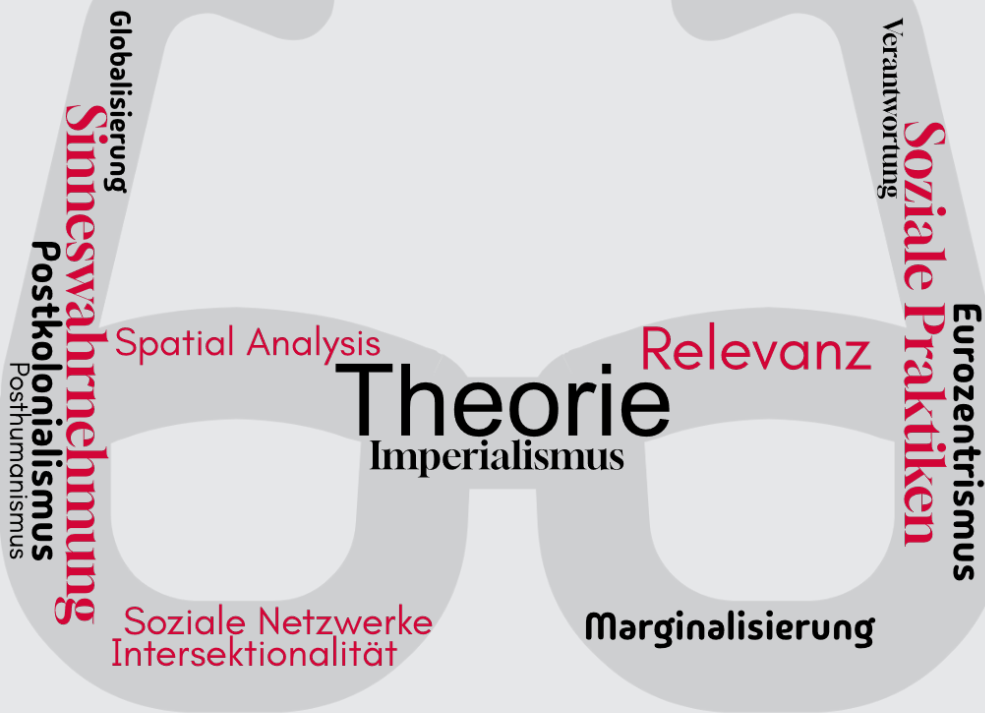 Globalisierung
Sinneswahrnehmung
Postkolonialismus
Posthumanismus
Spatial Analysis
Theorie
Imperialismus
Relevanz
Verantwortung
Soziale Praktiken
Eurozentrismus
Soziale Netzwerke
Intersektionalität
Marginalisierung